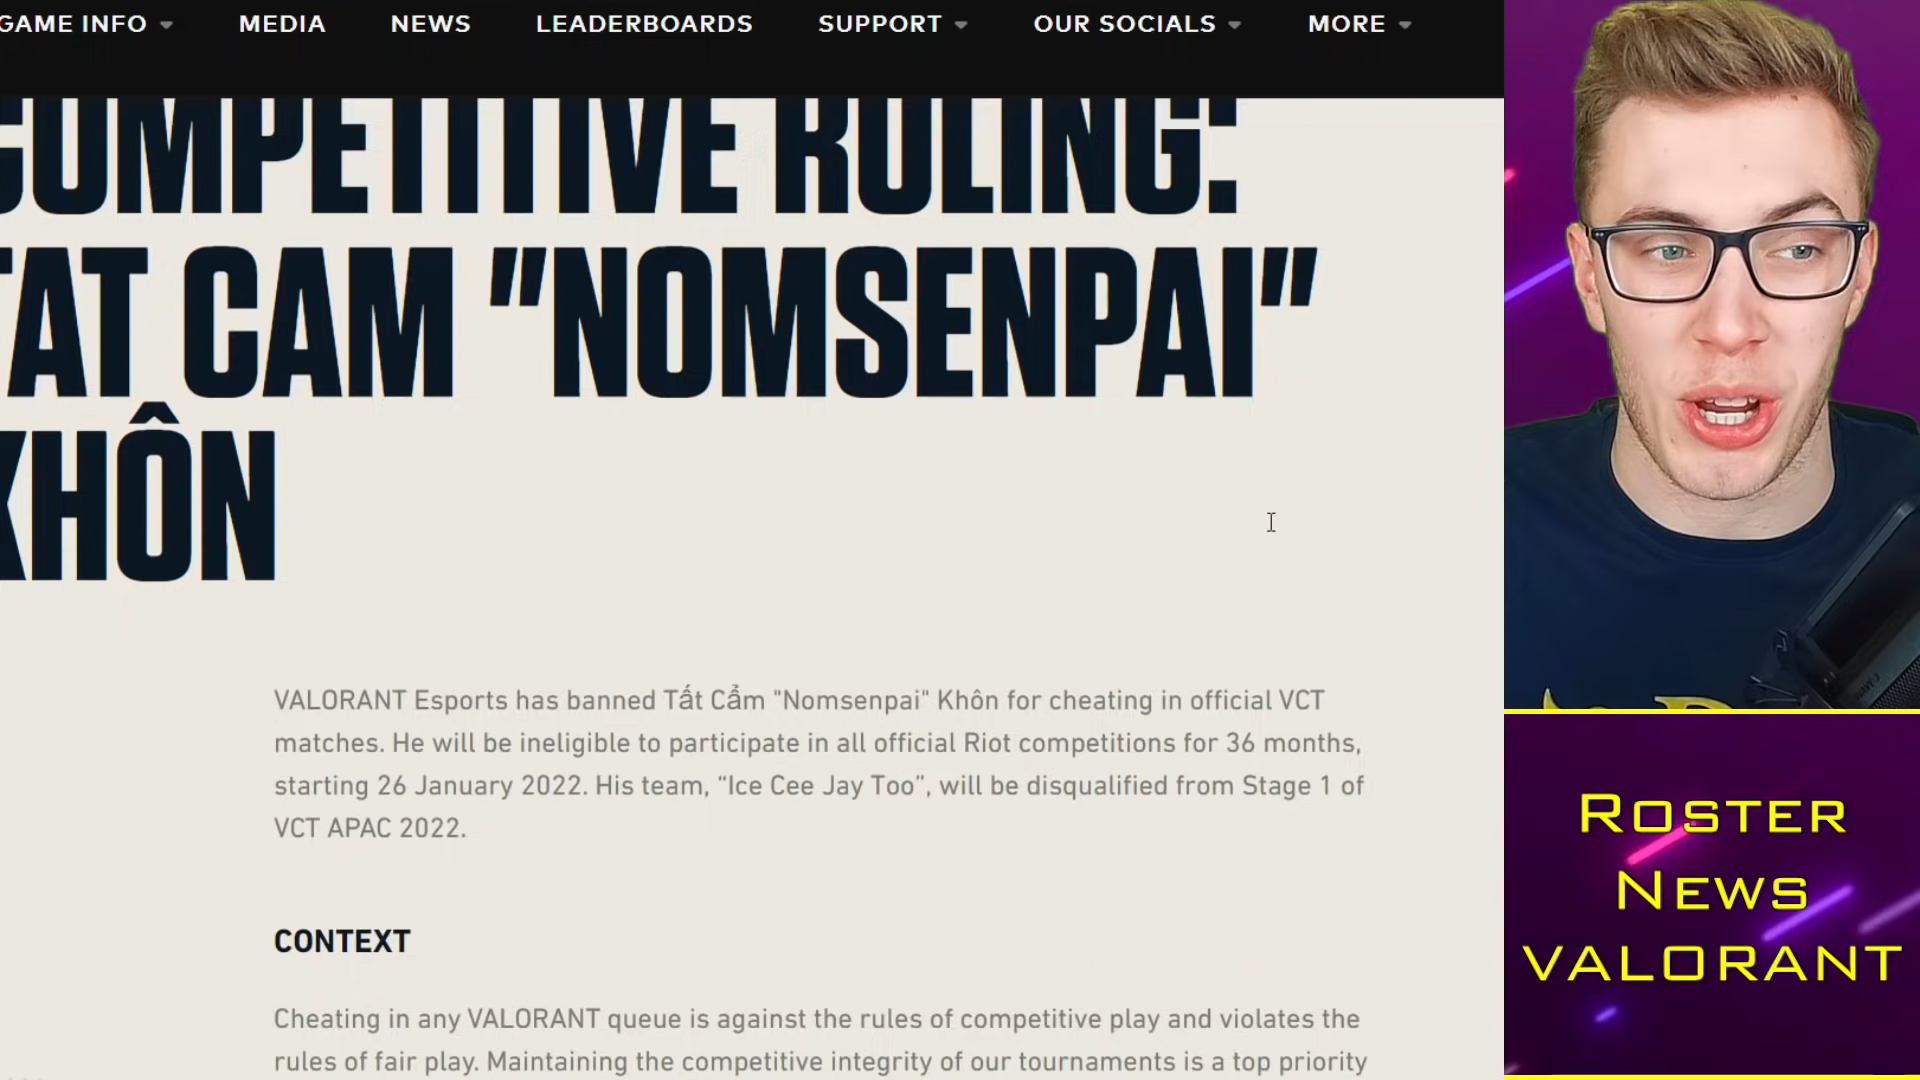 GAME INFO MEDIA NEWS LEADERBOARDS SUPPORT OUR SOCIALS MORE
COMPETITIVE RULING:
TAT CAM "NOMSENPAI"
KHÔN
VALORANT Esports has banned Tất Cẩm "Nomsenpai" Khôn for cheating in official VCT
matches. He will be ineligible to participate in all official Riot competitions for 36 months,
starting 26 January 2022. His team, “Ice Cee Jay Too”, will be disqualified from Stage 1 of
VCT APAC 2022.
CONTEXT
Cheating in any VALORANT queue is against the rules of competitive play and violates the
rules of fair play. Maintaining the competitive integrity of our tournaments is a top priority
ROSTER
NEWS
VALORANT